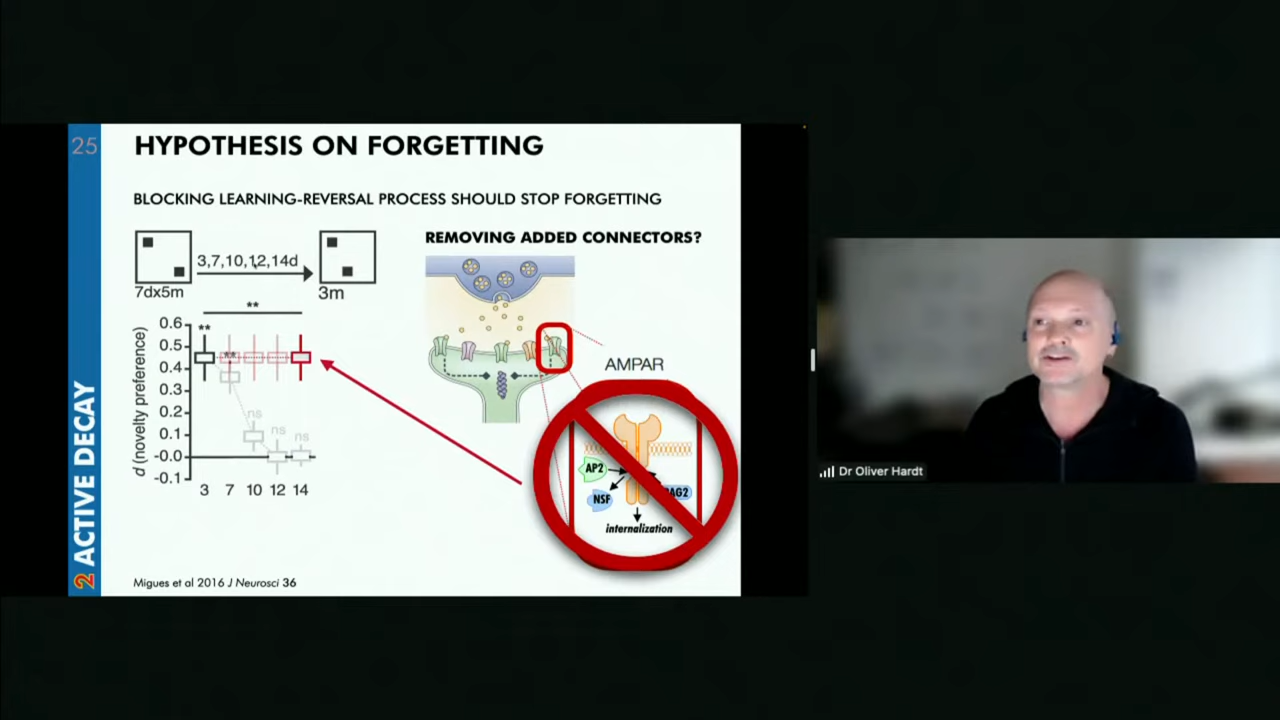 25
HYPOTHESIS ON FORGETTING
BLOCKING LEARNING-REVERSAL PROCESS SHOULD STOP FORGETTING
REMOVING ADDED CONNECTORS?
3,7,10,12,14d
7dx5m
3m
**
0.6
**
0.5
**
0.4
0.3
0.2
ns
0.1
ns
ns
-0.0
-0.1
d (novelty preference)
3 7 10 12 14
AMPAR
AP2
NSF
internalization
2 ACTIVE DECAY
Migues et al 2016 J Neurosci 36
Dr Oliver Hardt